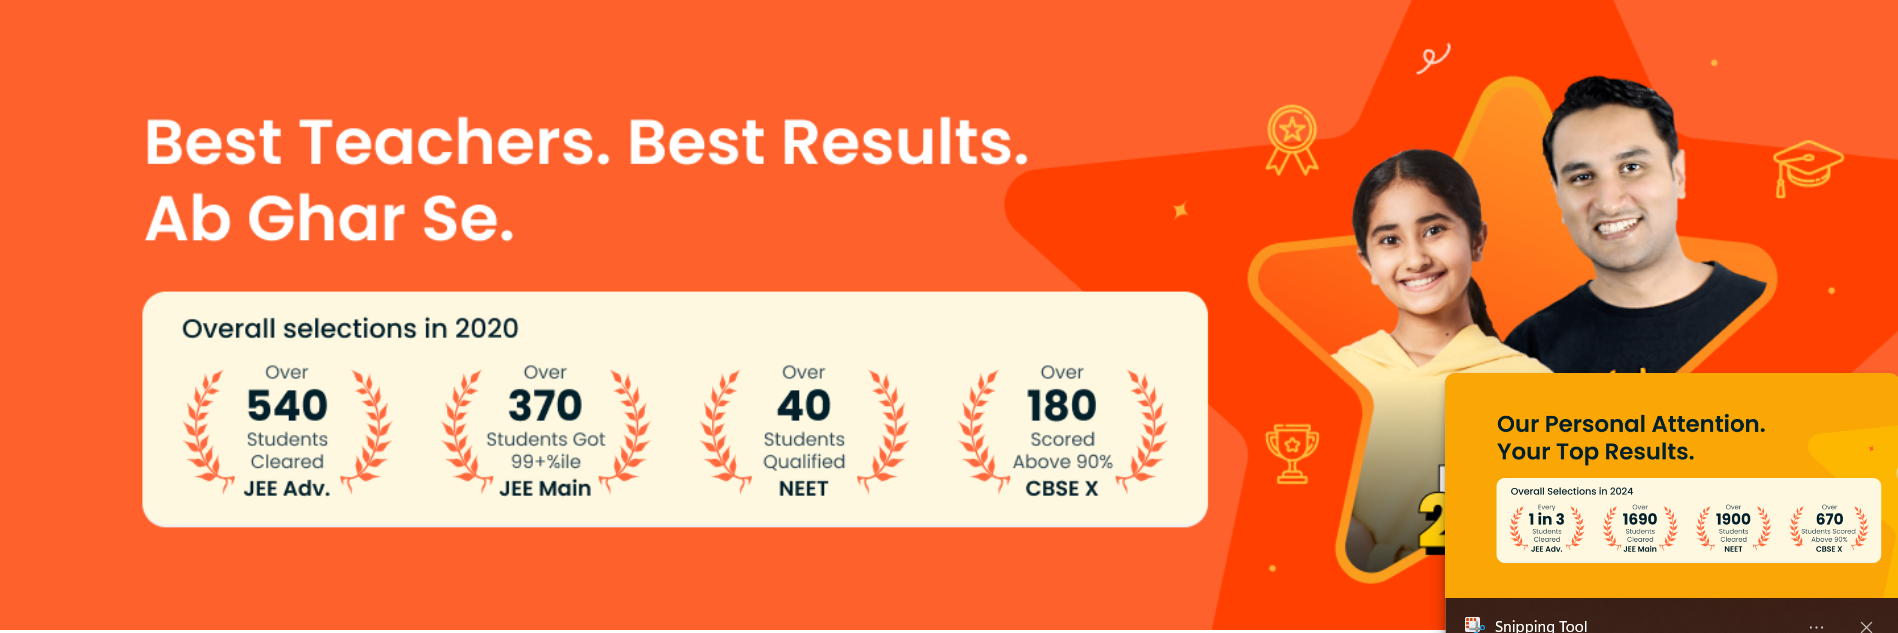 Best Teachers. Best Results.
Ab Ghar Se.
Overall selections in 2020
Over
540
Students
Cleared
JEE Adv.
Over
370
Students Got
99+%ile
JEE Main
Over
40
Students
Qualified
NEET
Over
180
Scored
Above 90%
CBSE X
Our Personal Attention.
Your Top Results.
Overall Selections in 2024
Every
1 in 3
Students
Cleared
JEE Adv.
Over
1690
Students
Cleared
JEE Main
Over
1900
Students
Cleared
NEET
Over
670
Students Scored
Above 90%
CBSE X
Snipping Tool